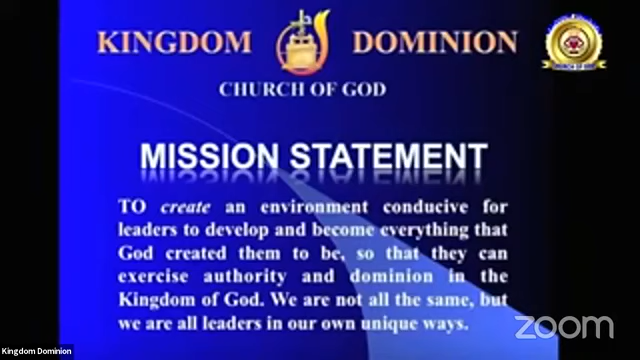 KINGDOM DOMINION
CHURCH OF GOD
CHURCH OF GOD
MISSION STATEMENT
TO create an environment conducive for
leaders to develop and become everything that
God created them to be, so that they can
exercise authority and dominion in the
Kingdom of God. We are not all the same, but
we are all leaders in our own unique ways.
zoom
Kingdom Dominion